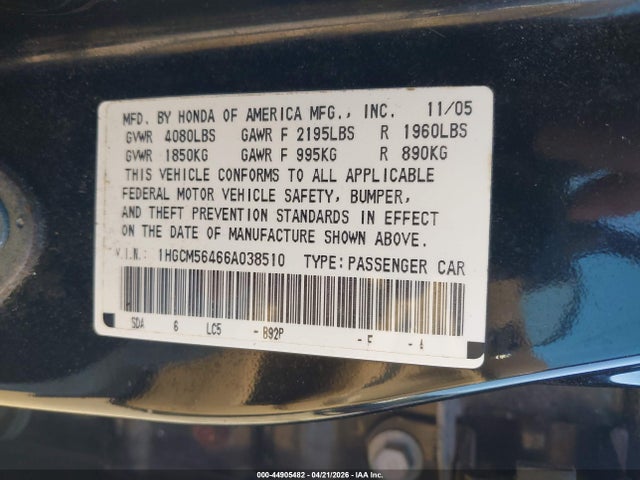 MFD. BY HONDA OF AMERICA MFG., INC. 11/05
GVWR 4080LBS GAWR F 2195LBS R 1960LBS
GVWR 1850KG GAWR F 995KG R 890KG
THIS VEHICLE CONFORMS TO ALL APPLICABLE
FEDERAL MOTOR VEHICLE SAFETY, BUMPER,
AND THEFT PREVENTION STANDARDS IN EFFECT
ON THE DATE OF MANUFACTURE SHOWN ABOVE.
V.I.N.: 1HGCM56466A038510 TYPE:PASSENGER CAR
SDA 6 LC5 -B92P -F -A
000-44905482 - 04/21/2026 - IAA Inc.